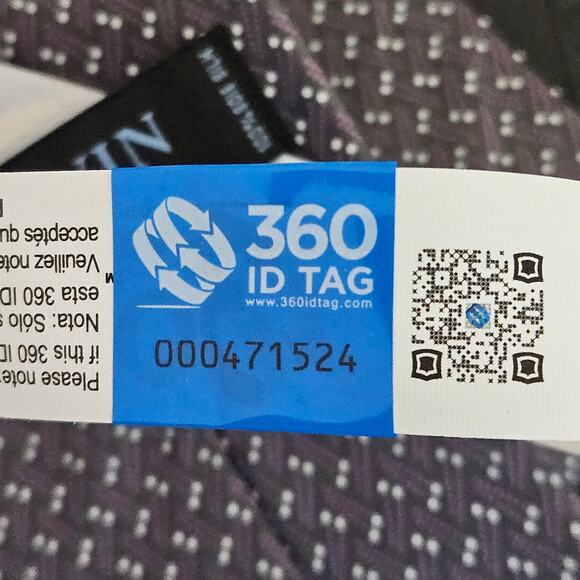 360
ID TAG
www.360idtag.com
000471524
Please note:
if this 360 ID
Nota: Sólo s
esta 360 ID
Veuillez note
acceptés qu